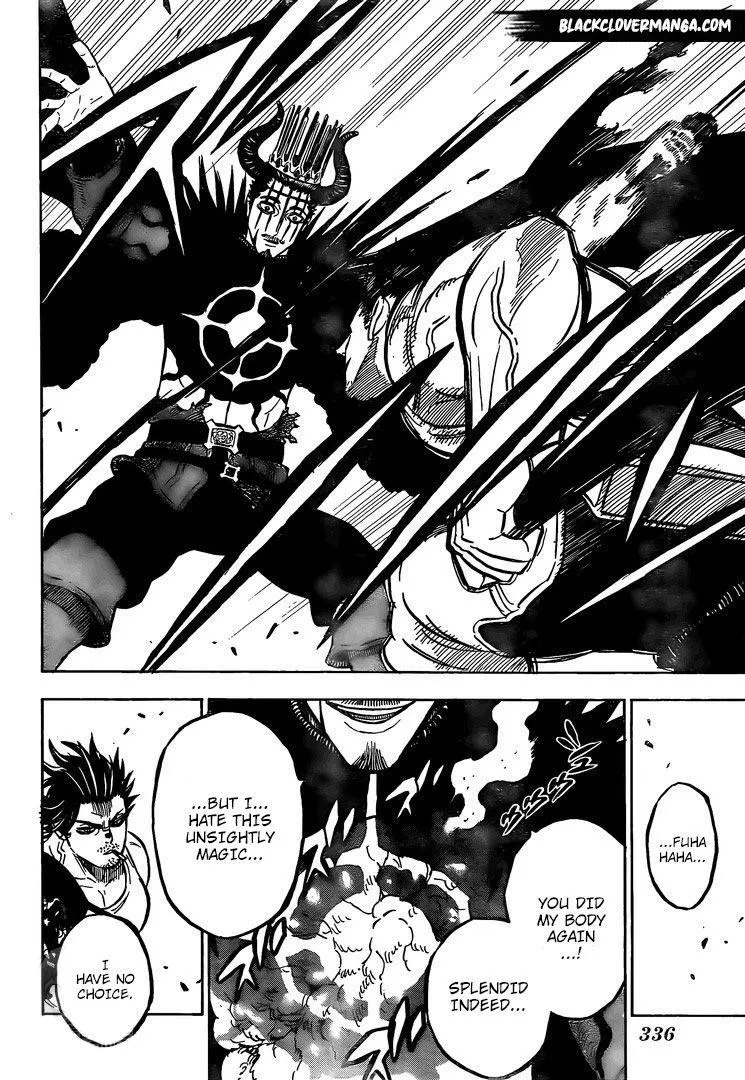 BLACKCLOVERMANGA.COM
...FUHA
HAHA...
YOU DID
MY BODY
AGAIN
...!
SPLENDID
INDEED...
...BUT I...
HATE THIS
UNSIGHTLY
MAGIC...
I
HAVE NO
CHOICE.
336